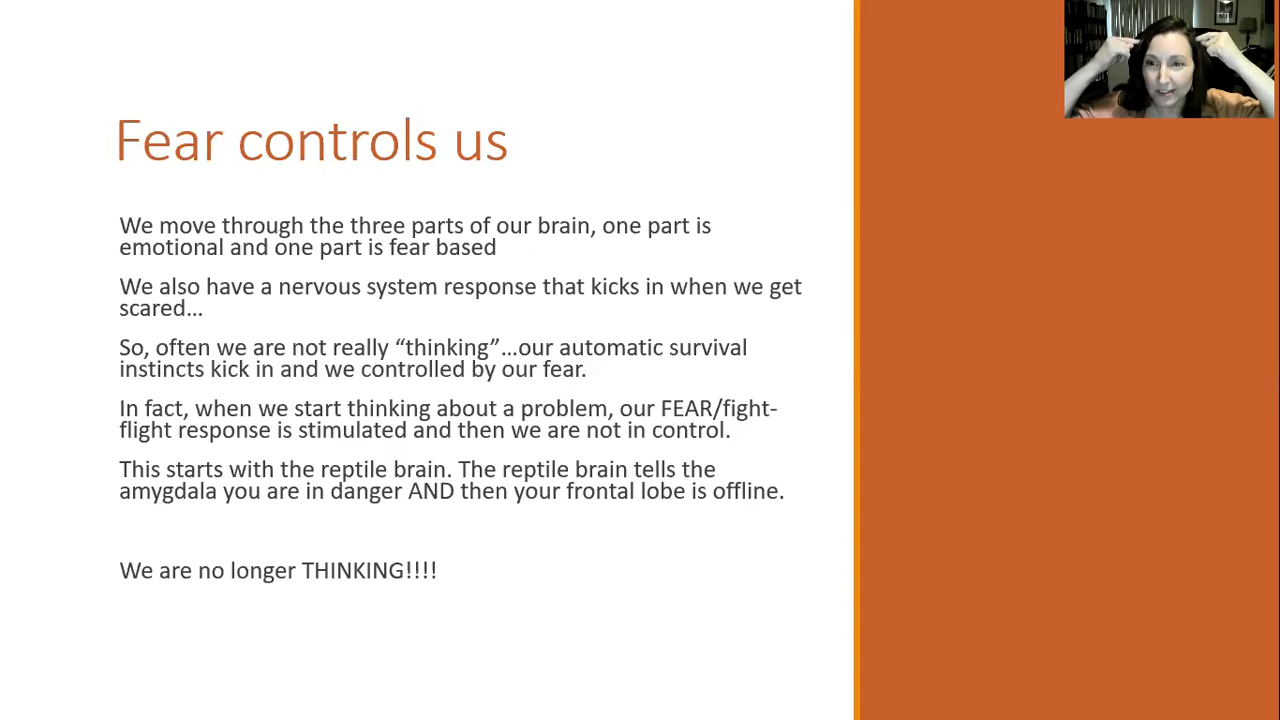 Fear controls us
We move through the three parts of our brain, one part is
emotional and one part is fear based
We also have a nervous system response that kicks in when we get
scared…
So, often we are not really “thinking”…our automatic survival
instincts kick in and we controlled by our fear.
In fact, when we start thinking about a problem, our FEAR/fight-
flight response is stimulated and then we are not in control.
This starts with the reptile brain. The reptile brain tells the
amygdala you are in danger AND then your frontal lobe is offline.
We are no longer THINKING!!!!